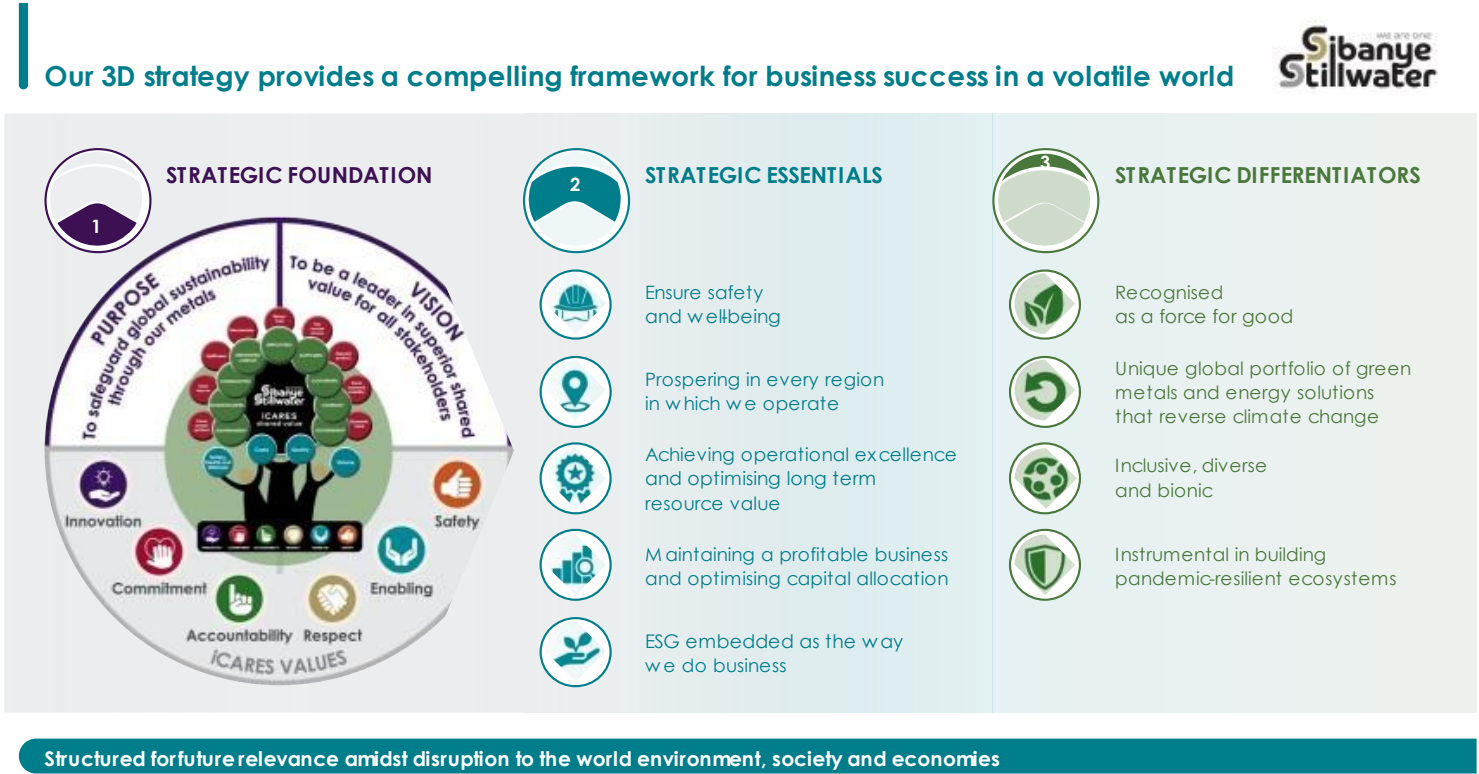 Our 3D strategy provides a compelling framework for business success in a volatile world
we are one
Sibanye
Stillwater
1
STRATEGIC FOUNDATION
PURPOSE
To safeguard global sustainability
through our metals
VISION
To be a leader in superior shared
value for all stakeholders
Sibanye
Stillwater
iCARES
shared value
Innovation
Commitment
Accountability
Respect
Enabling
Safety
iCARES VALUES
2
STRATEGIC ESSENTIALS
Ensure safety
and well-being
Prospering in every region
in which we operate
Achieving operational excellence
and optimising long term
resource value
Maintaining a profitable business
and optimising capital allocation
ESG embedded as the way
we do business
3
STRATEGIC DIFFERENTIATORS
Recognised
as a force for good
Unique global portfolio of green
metals and energy solutions
that reverse climate change
Inclusive, diverse
and bionic
Instrumental in building
pandemic-resilient ecosystems
Structured forfuture relevance amidst disruption to the world environment, society and economies